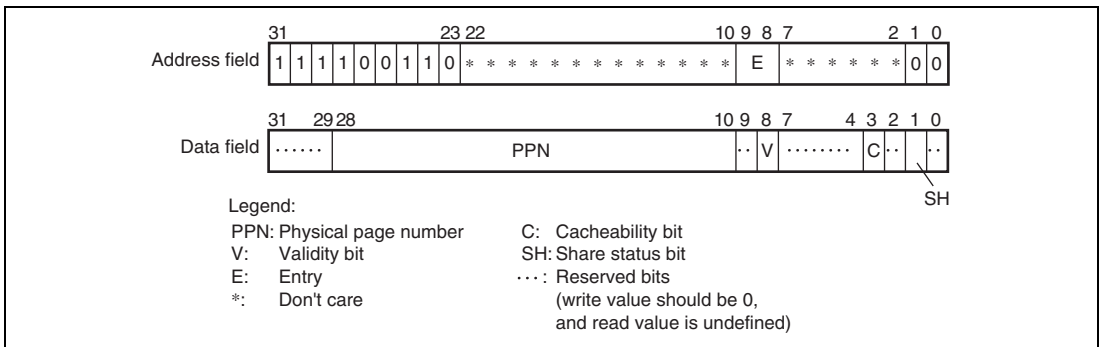 31 23 22 10 9 8 7 2 1 0
Address field 1 1 1 1 0 0 1 1 0 * * * * * * * * * * * * * E * * * * * * 0 0
31 29 28 10 9 8 7 4 3 2 1 0
Data field ······ PPN ·· V ········ C ·· ··
SH
Legend:
PPN: Physical page number C: Cacheability bit
V: Validity bit SH: Share status bit
E: Entry ··· : Reserved bits
*: Don't care (write value should be 0,
and read value is undefined)